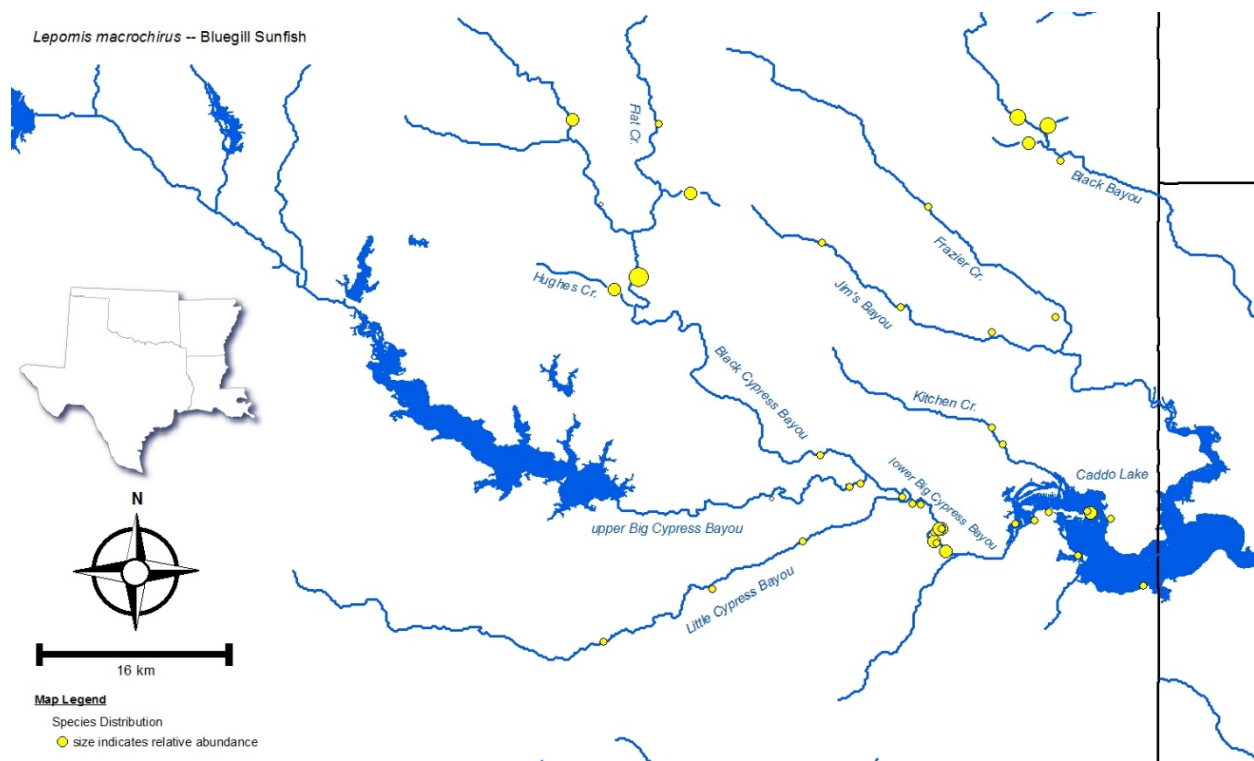 Lepomis macrochirus -- Bluegill Sunfish
Flat Cr.
Black Bayou
Frazier Cr.
Hughes Cr.
Jim's Bayou
Black Cypress Bayou
Kitchen Cr.
lower Big Cypress Bayou
Caddo Lake
upper Big Cypress Bayou
Little Cypress Bayou
N
16 km
Map Legend
Species Distribution
size indicates relative abundance